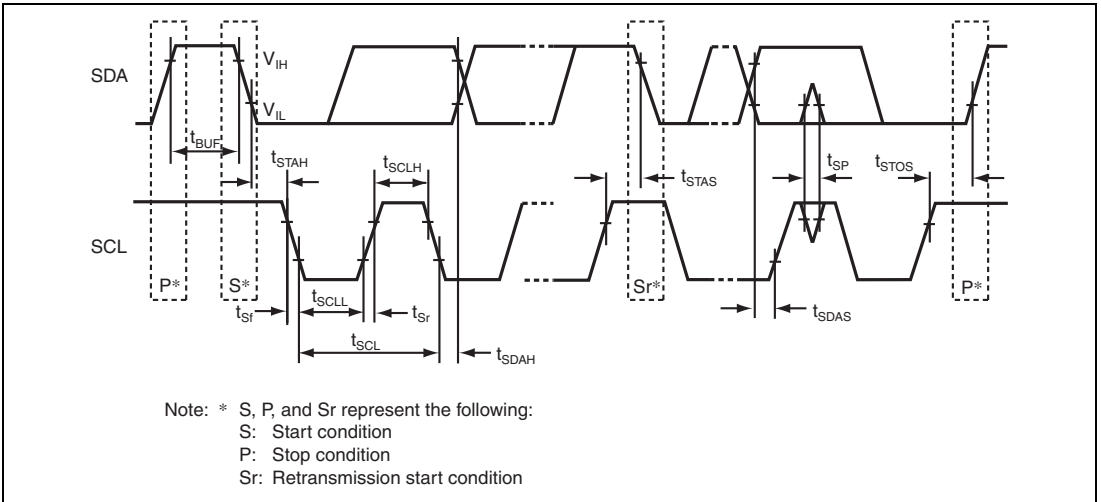 SDA
V_IH
V_IL
t_BUF
t_STAH
t_SCLH
t_STAS
t_SP
t_STOS
SCL
P*
S*
Sr*
P*
t_Sf
t_SCLL
t_Sr
t_SCL
t_SDAH
t_SDAS
Note: * S, P, and Sr represent the following:
S: Start condition
P: Stop condition
Sr: Retransmission start condition